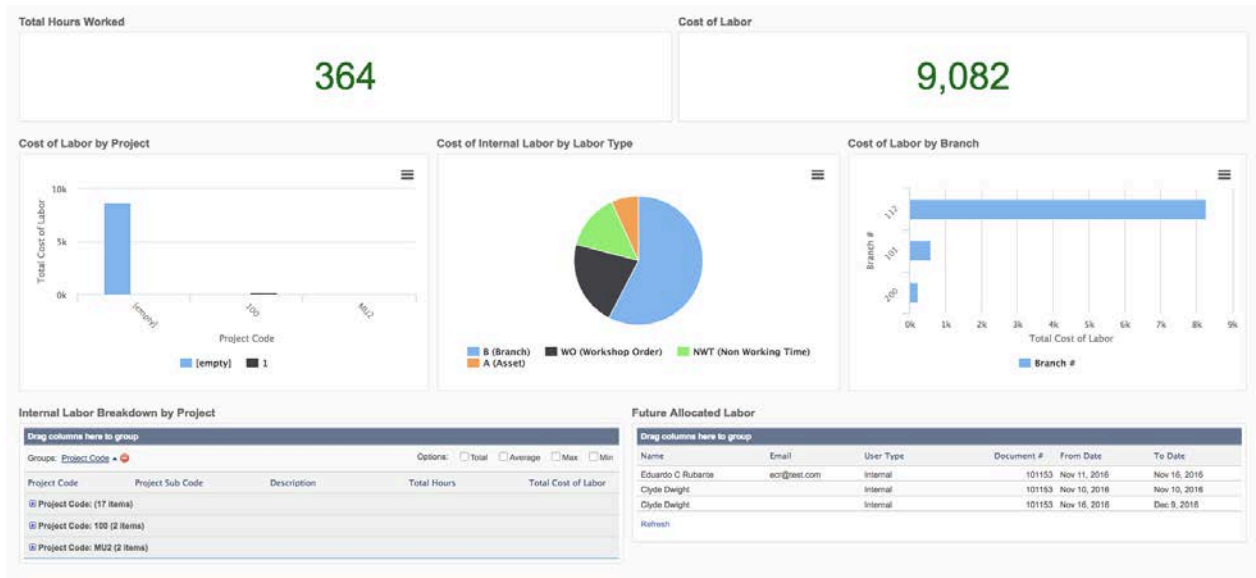 Total Hours Worked
Cost of Labor
364
9,082
Cost of Labor by Project
Cost of Internal Labor by Labor Type
Cost of Labor by Branch
10k
5k
0k
Total Cost of Labor
[empty]
100
MU2
Project Code
[empty] 1
B (Branch) WO (Workshop Order) NWT (Non Working Time)
A (Asset)
Branch #
112
101
200
0k 1k 2k 3k 4k 5k 6k 7k 8k 9k
Total Cost of Labor
Branch #
Internal Labor Breakdown by Project
Drag columns here to group
Groups: Project Code Options: Total Average Max Min
Project Code Project Sub Code Description Total Hours Total Cost of Labor
Project Code: (17 items)
Project Code: 100 (2 items)
Project Code: MU2 (2 items)
Future Allocated Labor
Drag columns here to group
Name Email User Type Document # From Date To Date
Eduardo C Rubante ecr@test.com Internal 101153 Nov 11, 2016 Nov 16, 2016
Clyde Dwight Internal 101153 Nov 10, 2016 Nov 10, 2016
Clyde Dwight Internal 101153 Nov 16, 2016 Dec 9, 2016
Refresh